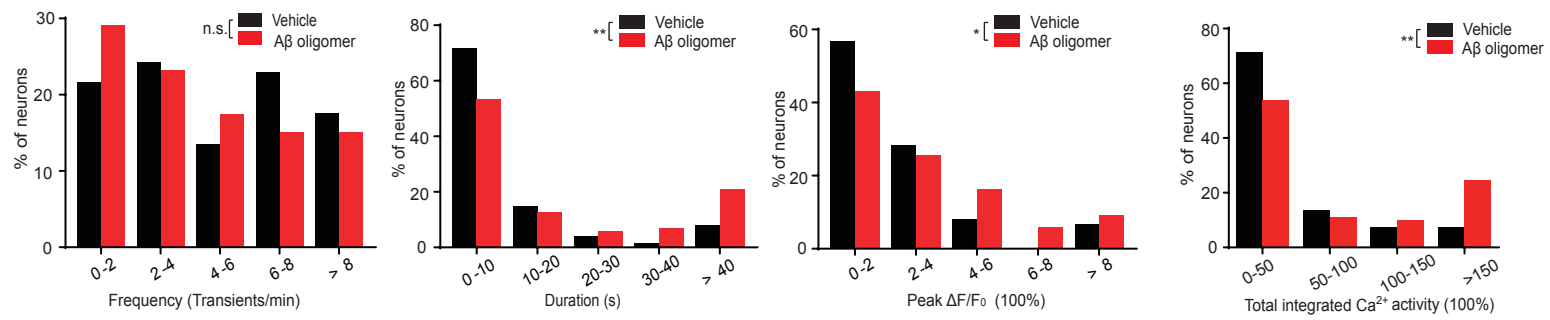 % of neurons
30
20
10
0
n.s.
Vehicle
Aβ oligomer
0-2
2-4
4-6
6-8
> 8
Frequency (Transients/min)
% of neurons
80
60
40
20
0
**
Vehicle
Aβ oligomer
0-10
10-20
20-30
30-40
> 40
Duration (s)
% of neurons
60
40
20
0
*
Vehicle
Aβ oligomer
0-2
2-4
4-6
6-8
> 8
Peak ΔF/F₀ (100%)
% of neurons
80
60
40
20
0
**
Vehicle
Aβ oligomer
0-50
50-100
100-150
>150
Total integrated Ca²⁺ activity (100%)